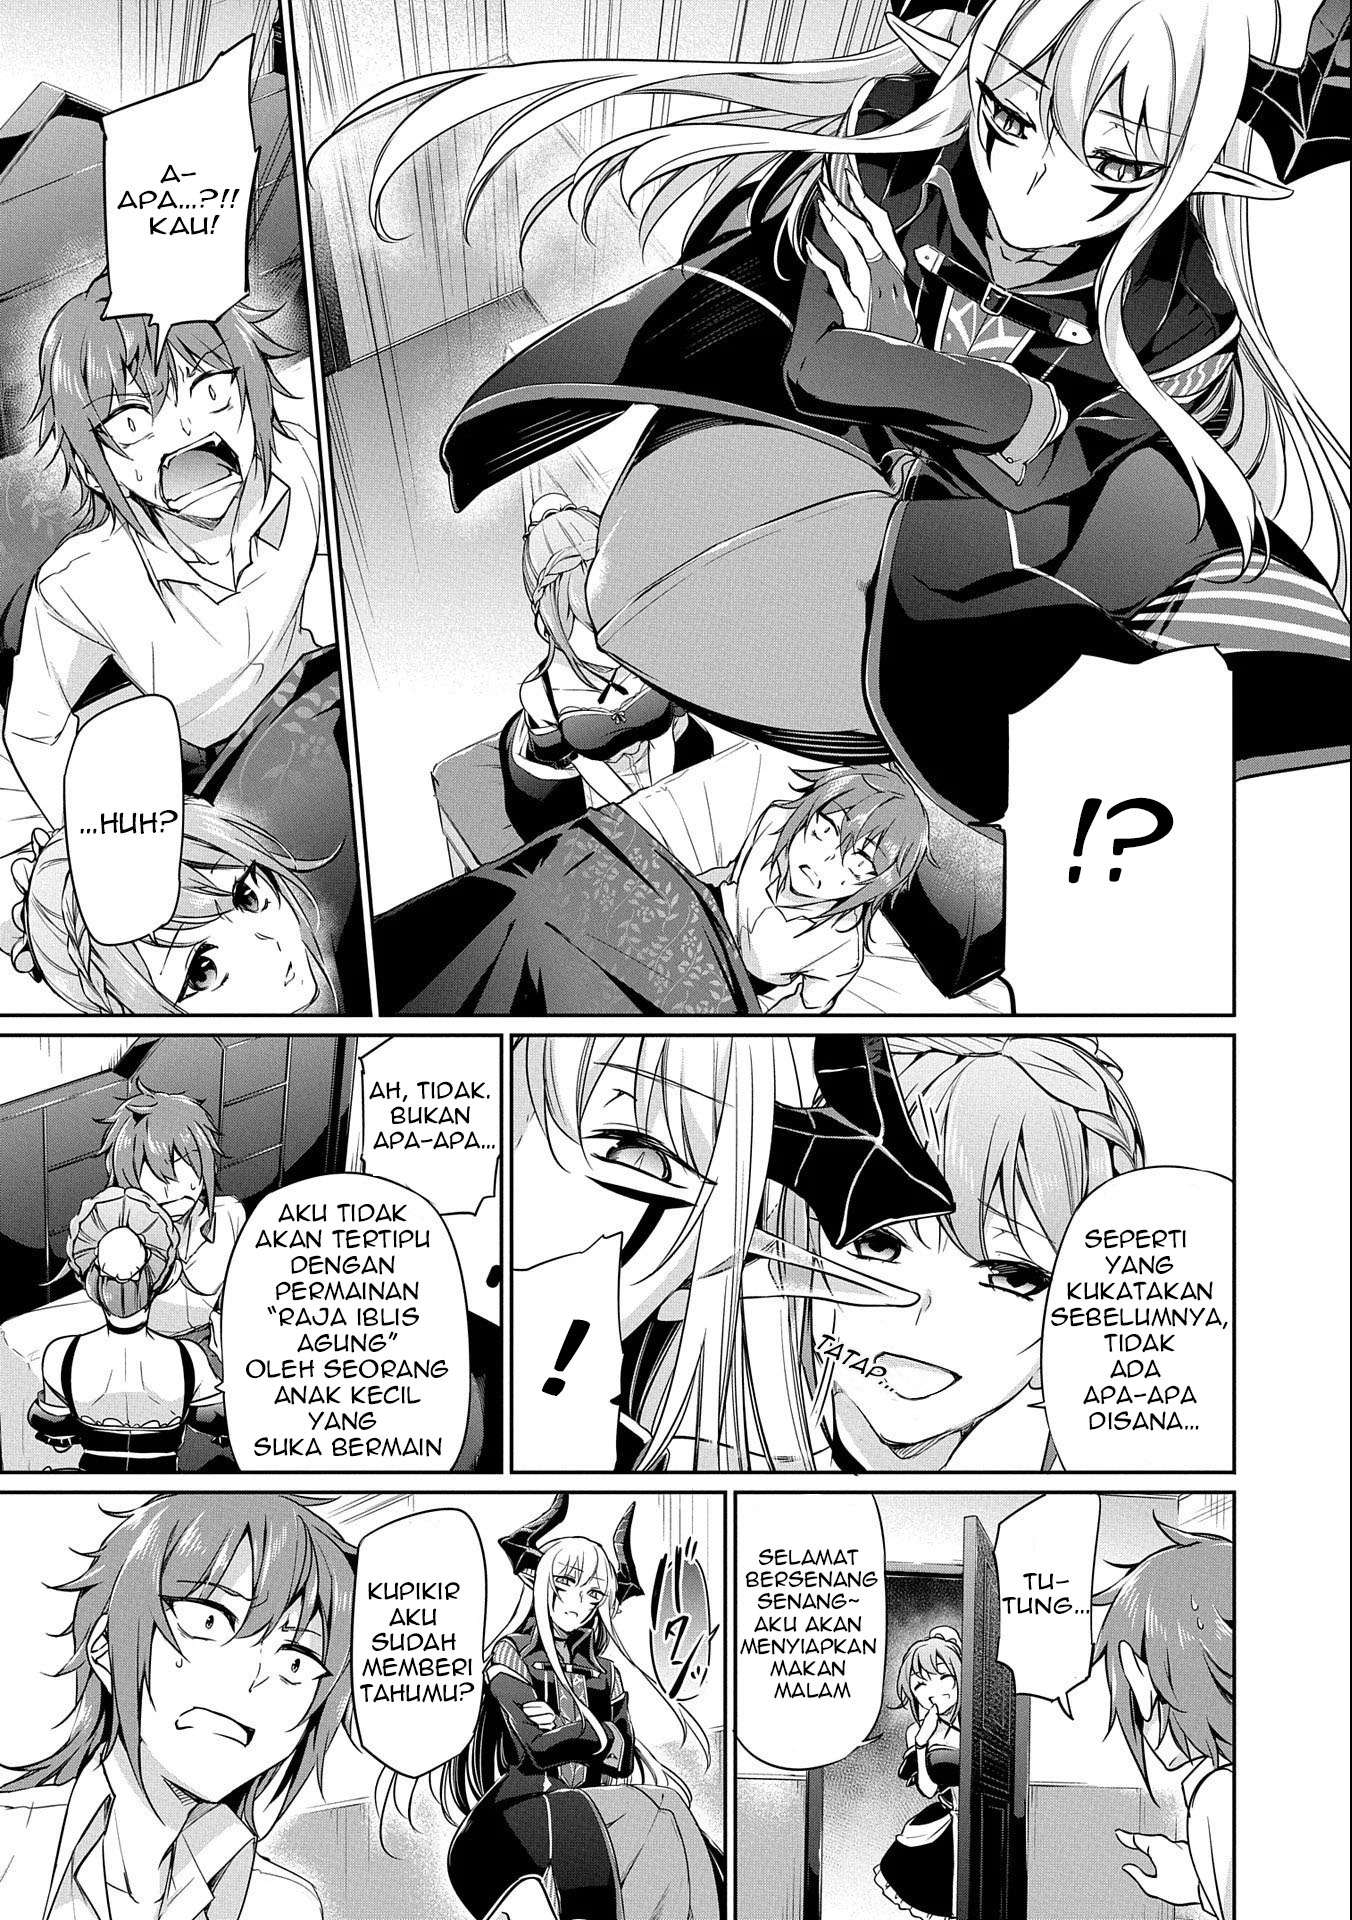 !?
A-
APA...?!!
KAU!
...HUH?
SEPERTI
YANG
KUKATAKAN
SEBELUMNYA,
TIDAK
ADA
APA-APA
DISANA...
TATAP...
!
AH, TIDAK.
BUKAN
APA-APA...
AKU TIDAK
AKAN TERTIPU
DENGAN
PERMAINAN
"RAJA IBLIS
AGUNG"
OLEH SEORANG
ANAK KECIL
YANG
SUKA BERMAIN
TU-
TUNG...
SELAMAT
BERSENANG
SENANG~
AKU AKAN
MENYIAPKAN
MAKAN
MALAM
KUPIKIR
AKU
SUDAH
MEMBERI
TAHUMU?